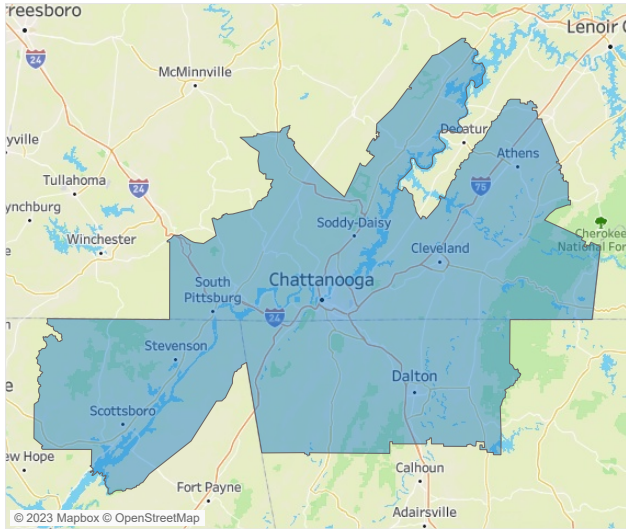 reesboro
24
McMinnville
Lenoir C
yville
Decatur
Athens
Tullahoma
24
75
ynchburg
Soddy-Daisy
Winchester
e
Cleveland
Cherokee
National Fore
South
Pittsburg
Chattanooga
24
n
Stevenson
Dalton
e
Scottsboro
ew Hope
Calhoun
Fort Payne
Adairsville
© 2023 Mapbox © OpenStreetMap